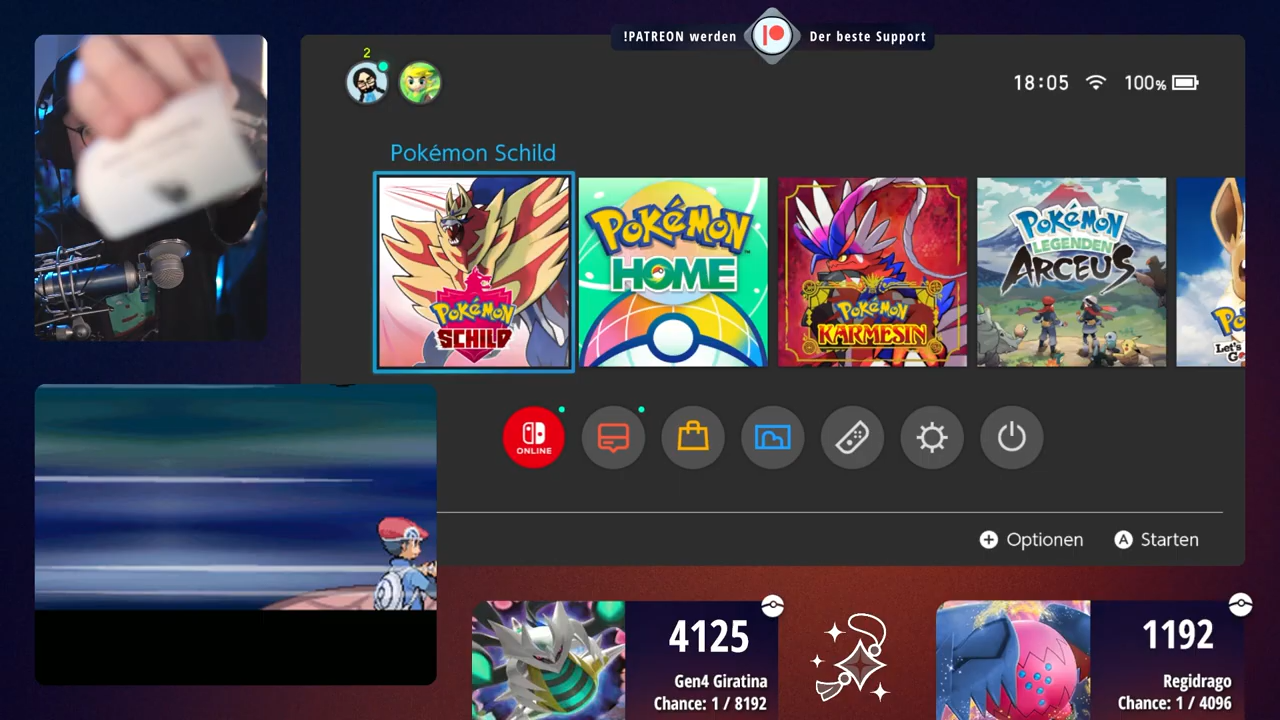 !PATREON werden
Der beste Support
2
18:05
100%
Pokémon Schild
POKÉMON
SCHILD
POKÉMON
HOME
POKÉMON
KARMESIN
POKÉMON
LEGENDEN
ARCEUS
Let's
ONLINE
Optionen
A Starten
4125
Gen4 Giratina
Chance: 1 / 8192
1192
Regidrago
Chance: 1 / 4096